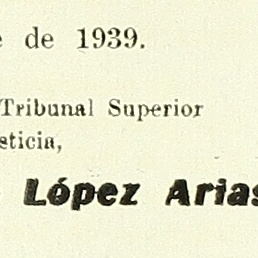 e de 1939.
Tribunal Superior
sticia,
López Arias